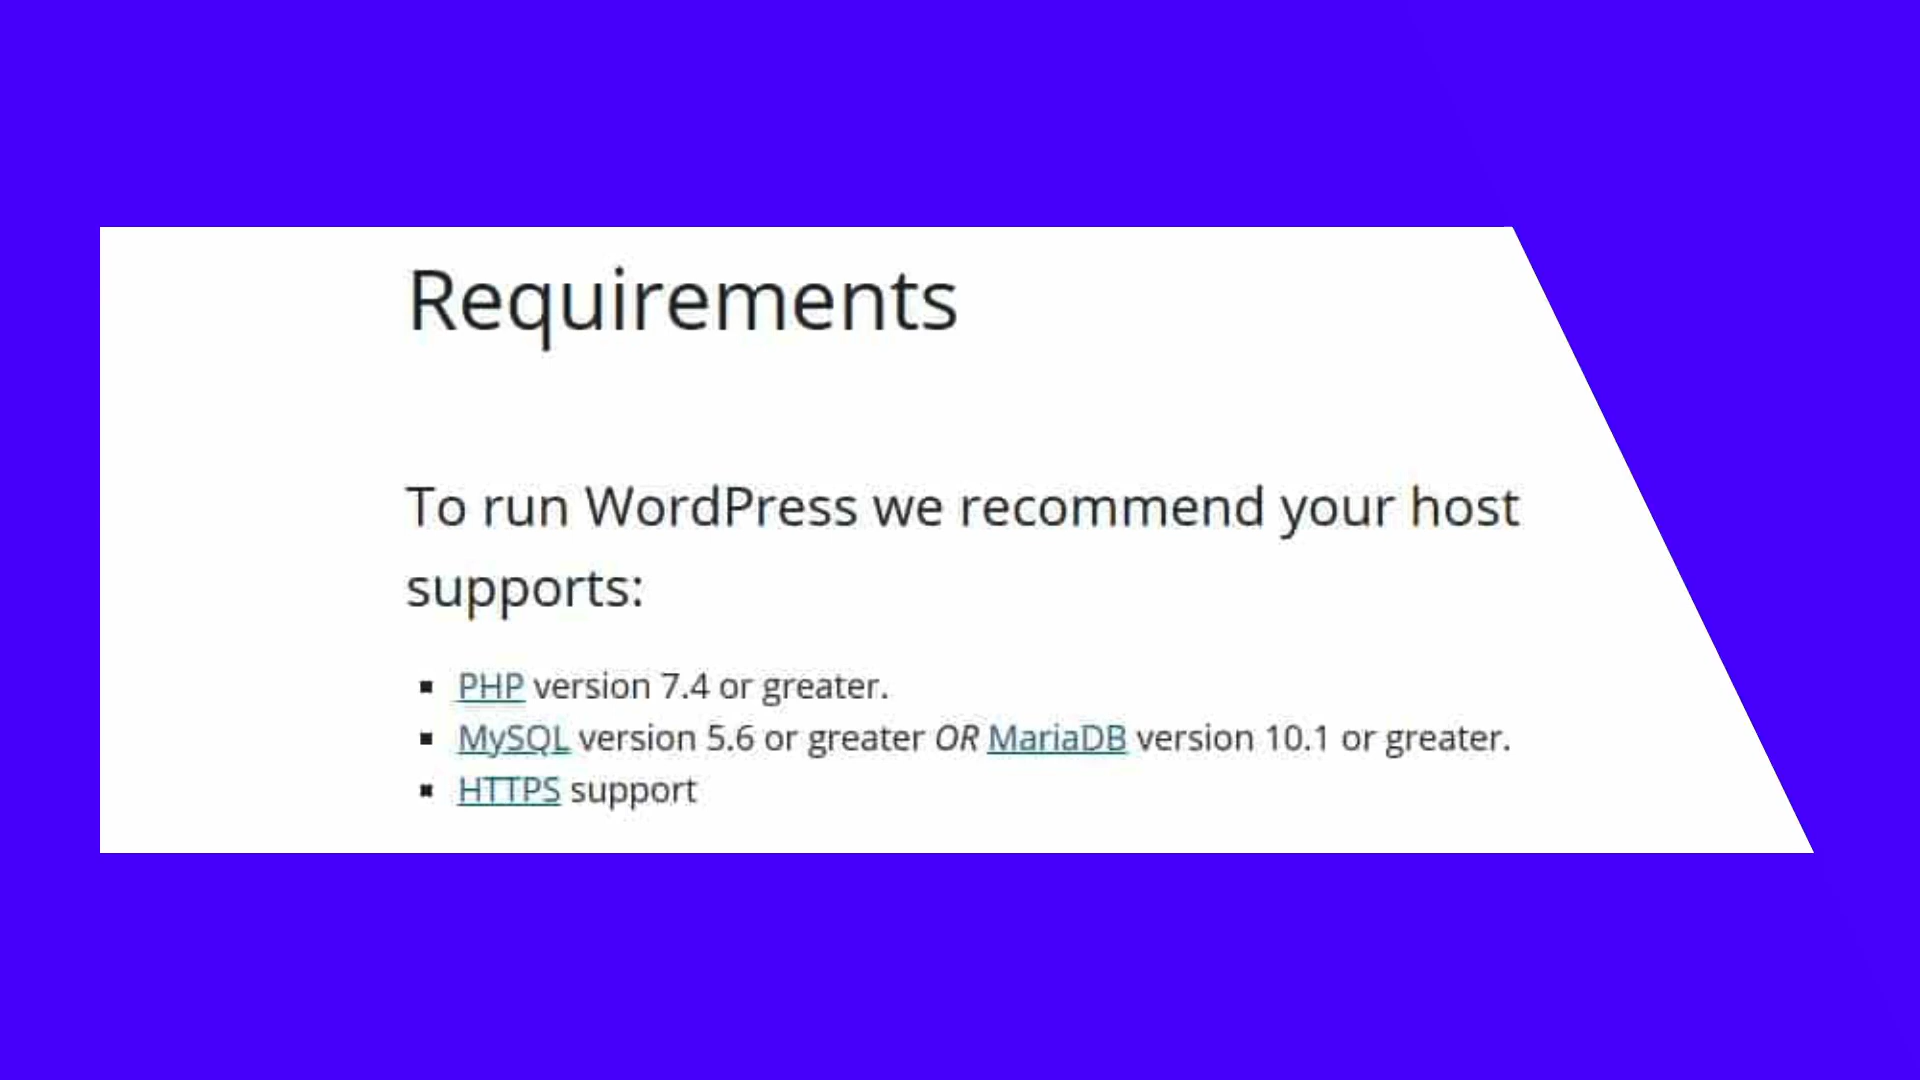 Requirements
To run WordPress we recommend your host
supports:
PHP version 7.4 or greater.
MySQL version 5.6 or greater OR MariaDB version 10.1 or greater.
HTTPS support